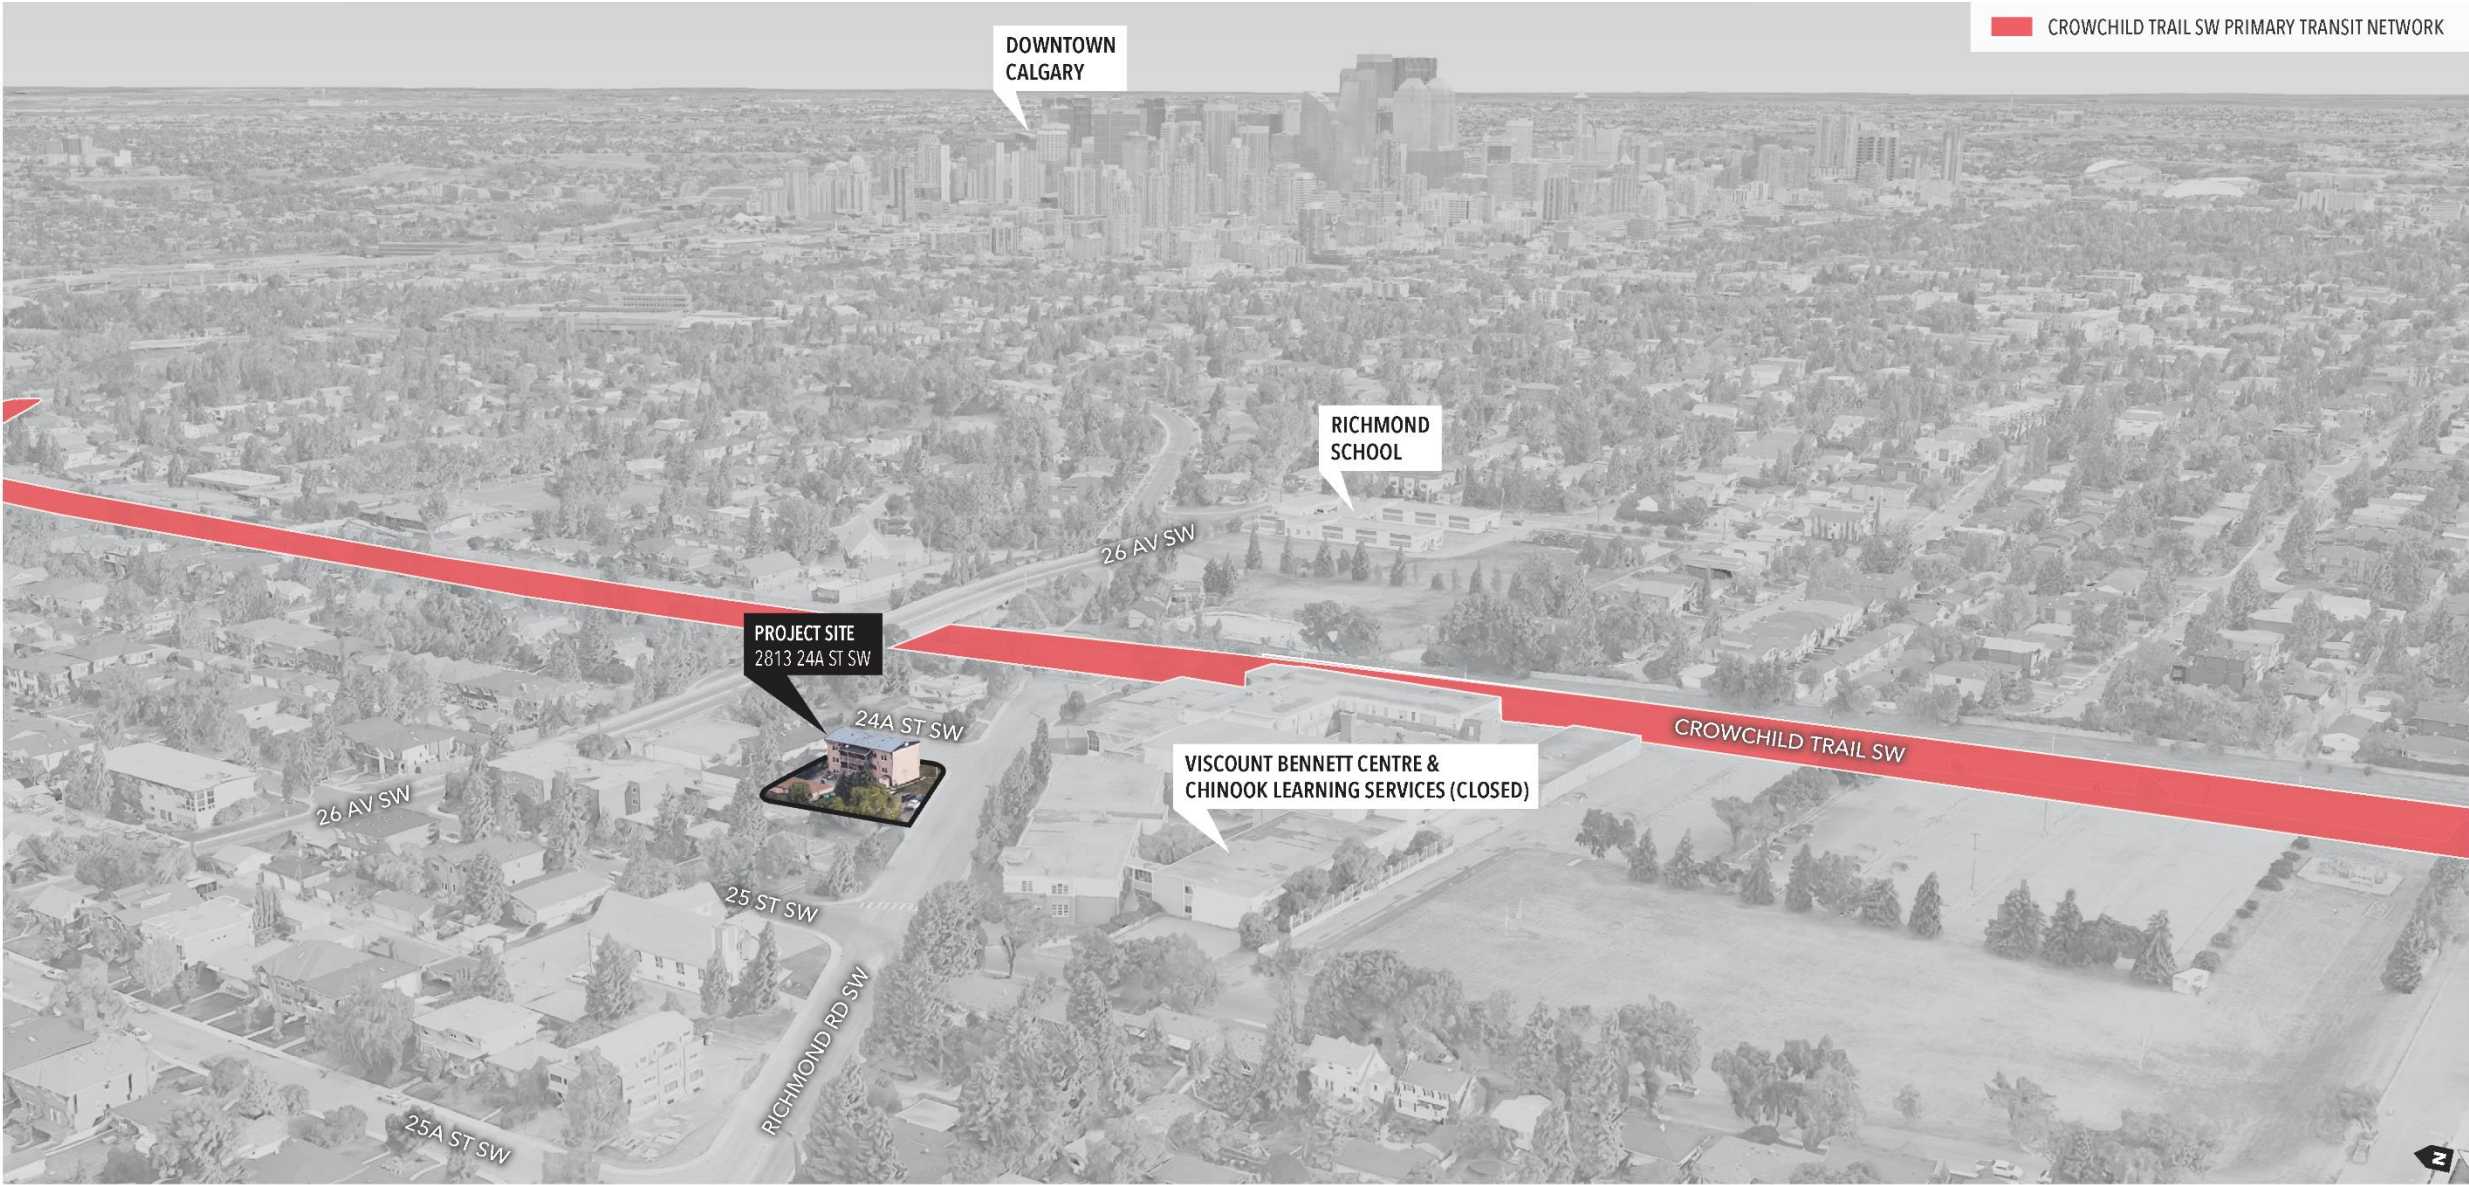 CROWCHILD TRAIL SW PRIMARY TRANSIT NETWORK
DOWNTOWN
CALGARY
RICHMOND
SCHOOL
26 AV SW
PROJECT SITE
2813 24A ST SW
24A ST SW
CROWCHILD TRAIL SW
VISCOUNT BENNETT CENTRE &
CHINOOK LEARNING SERVICES (CLOSED)
26 AV SW
25 ST SW
RICHMOND RD SW
25A ST SW
N